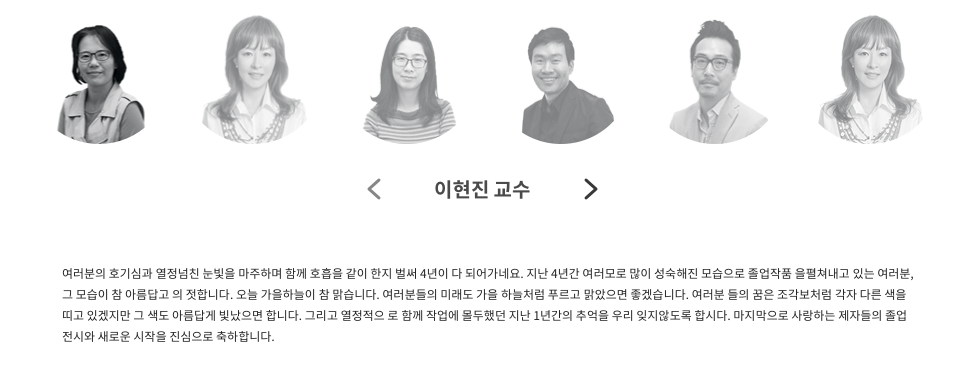 이현진 교수
여러분의 호기심과 열정넘친 눈빛을 마주하며 함께 호흡을 같이 한지 벌써 4년이 다 되어가네요. 지난 4년간 여러모로 많이 성숙해진 모습으로 졸업작품 을펼쳐내고 있는 여러분,
그 모습이 참 아름답고 의 젓합니다. 오늘 가을하늘이 참 맑습니다. 여러분들의 미래도 가을 하늘처럼 푸르고 맑았으면 좋겠습니다. 여러분 들의 꿈은 조각보처럼 각자 다른 색을
띠고 있겠지만 그 색도 아름답게 빛났으면 합니다. 그리고 열정적으 로 함께 작업에 몰두했던 지난 1년간의 추억을 우리 잊지않도록 합시다. 마지막으로 사랑하는 제자들의 졸업
전시와 새로운 시작을 진심으로 축하합니다.